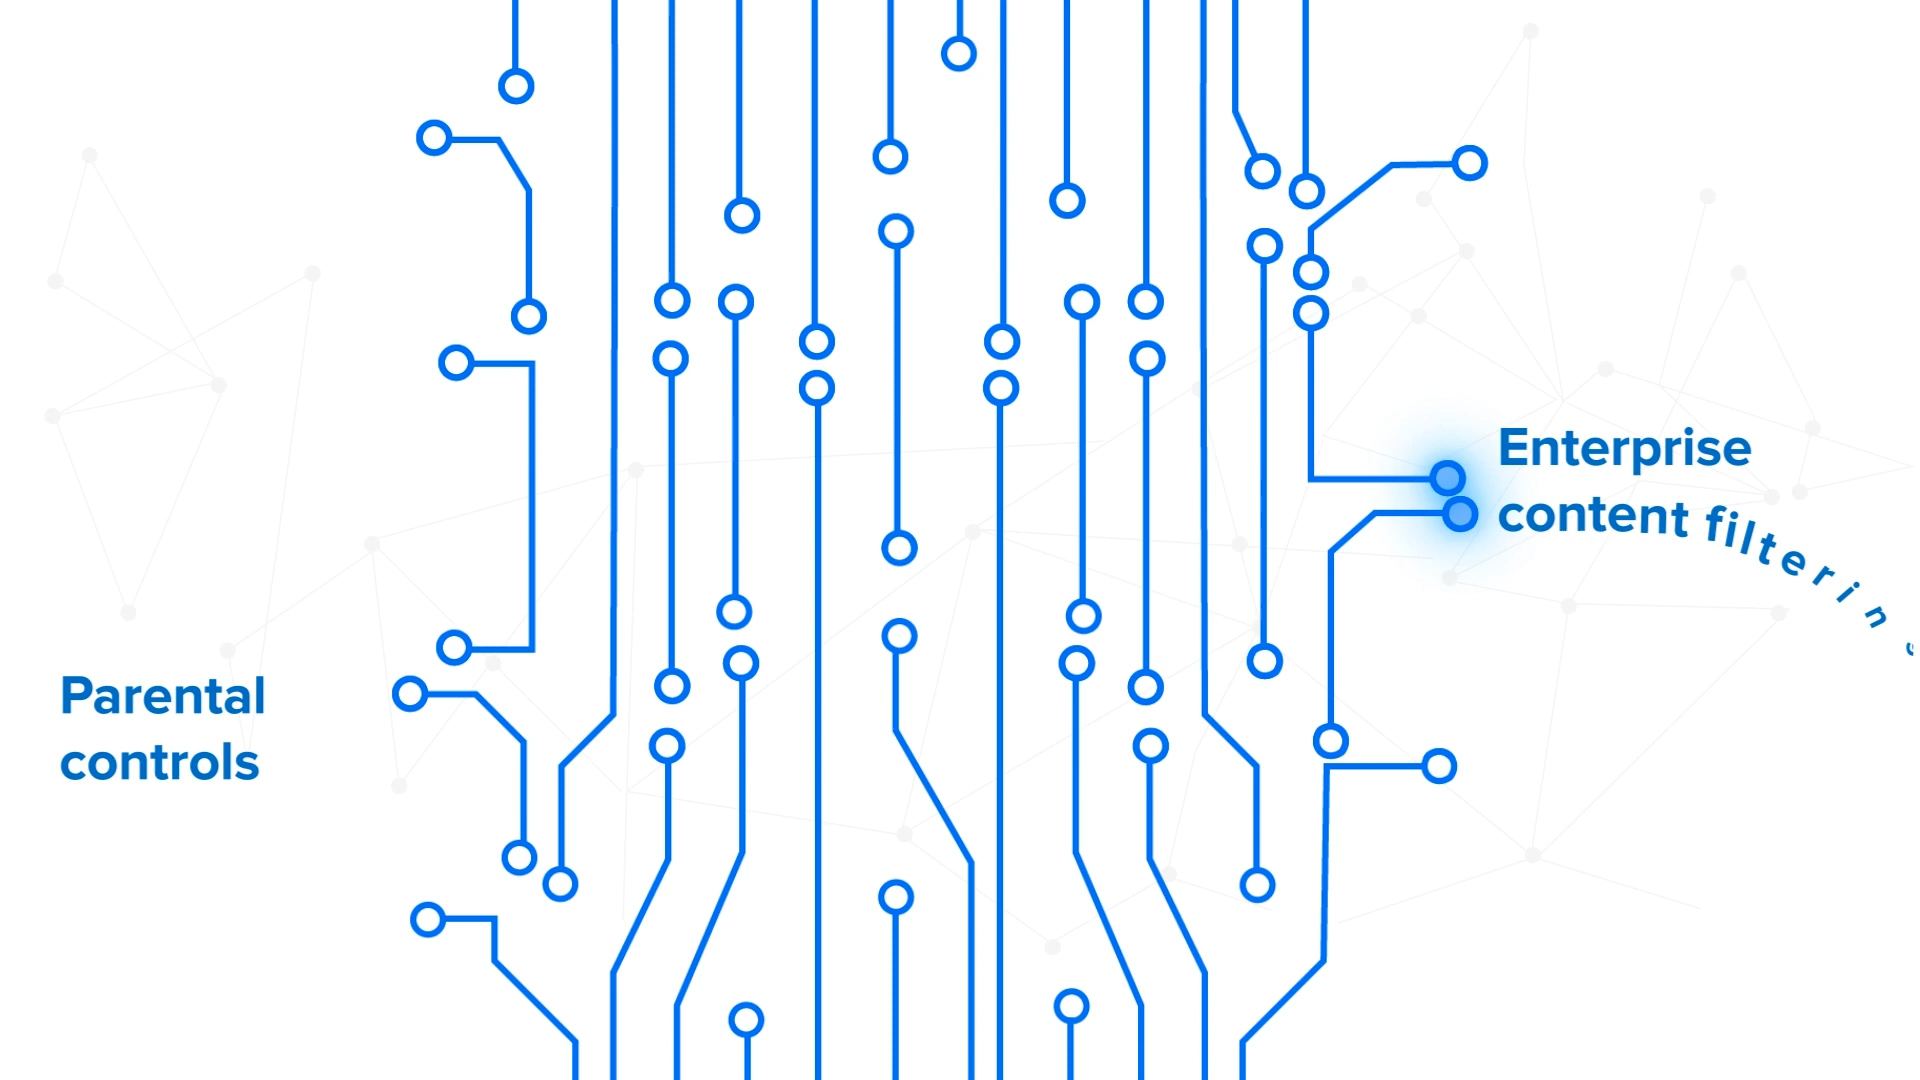 Enterprise
content filterin
Parental
controls